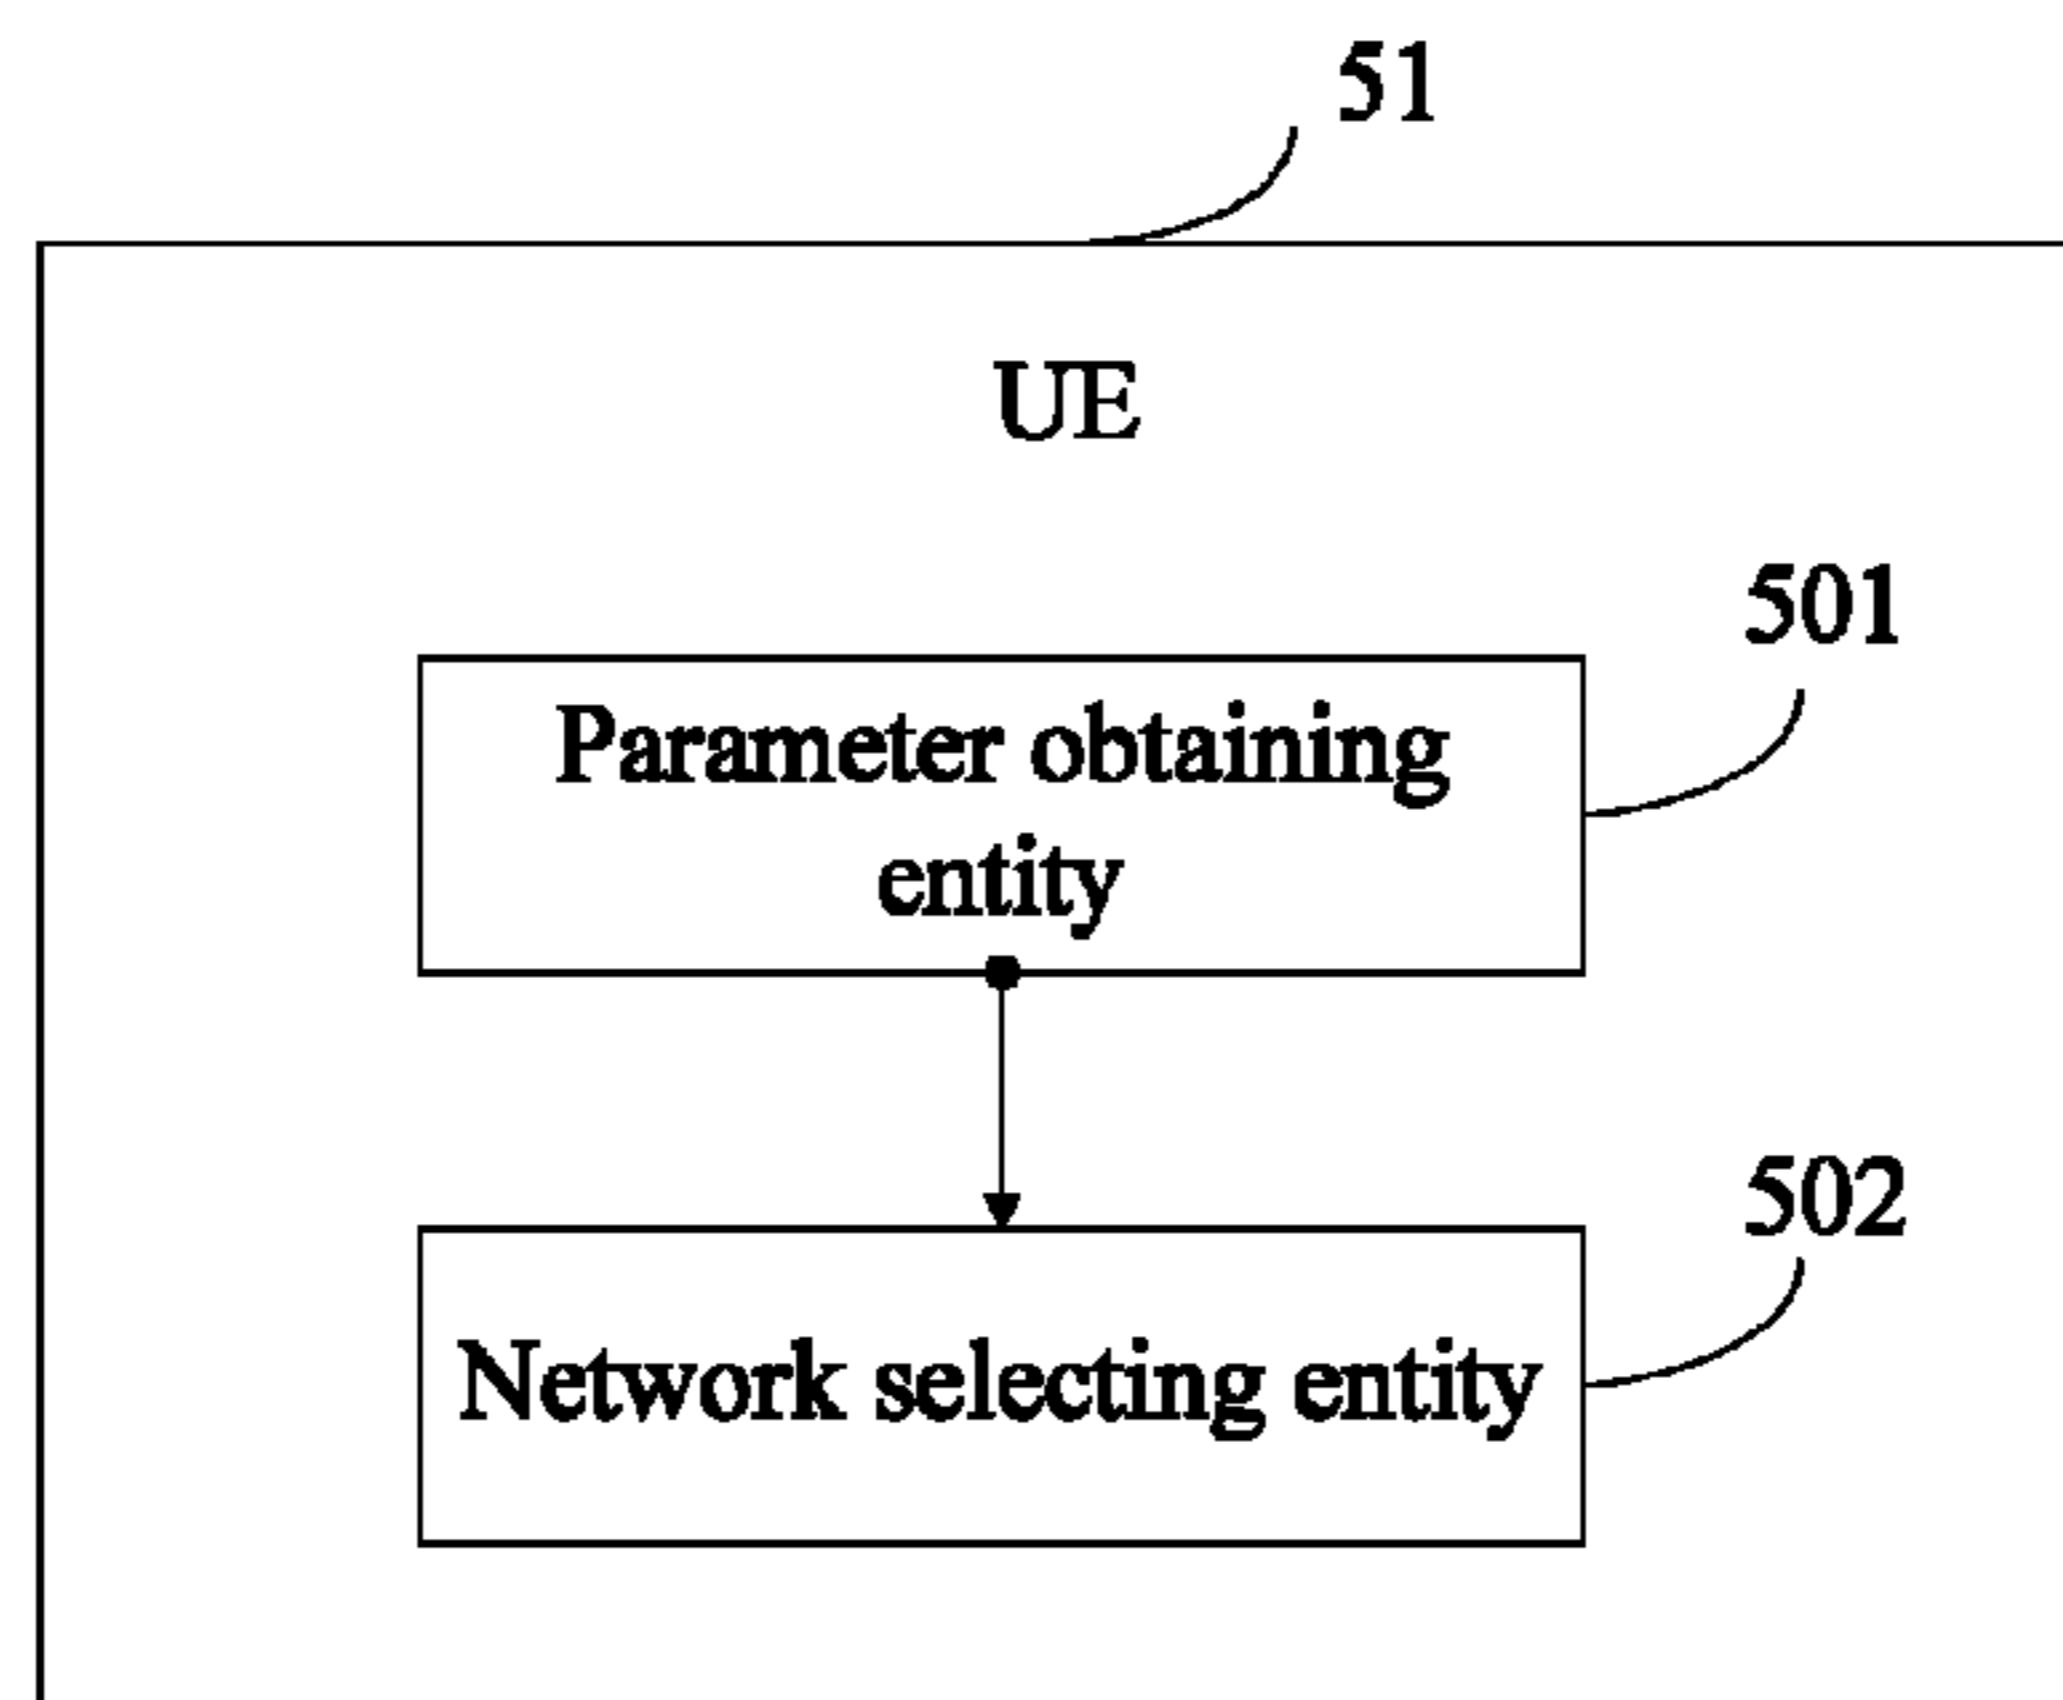 51
UE
501
Parameter obtaining
entity
502
Network selecting entity